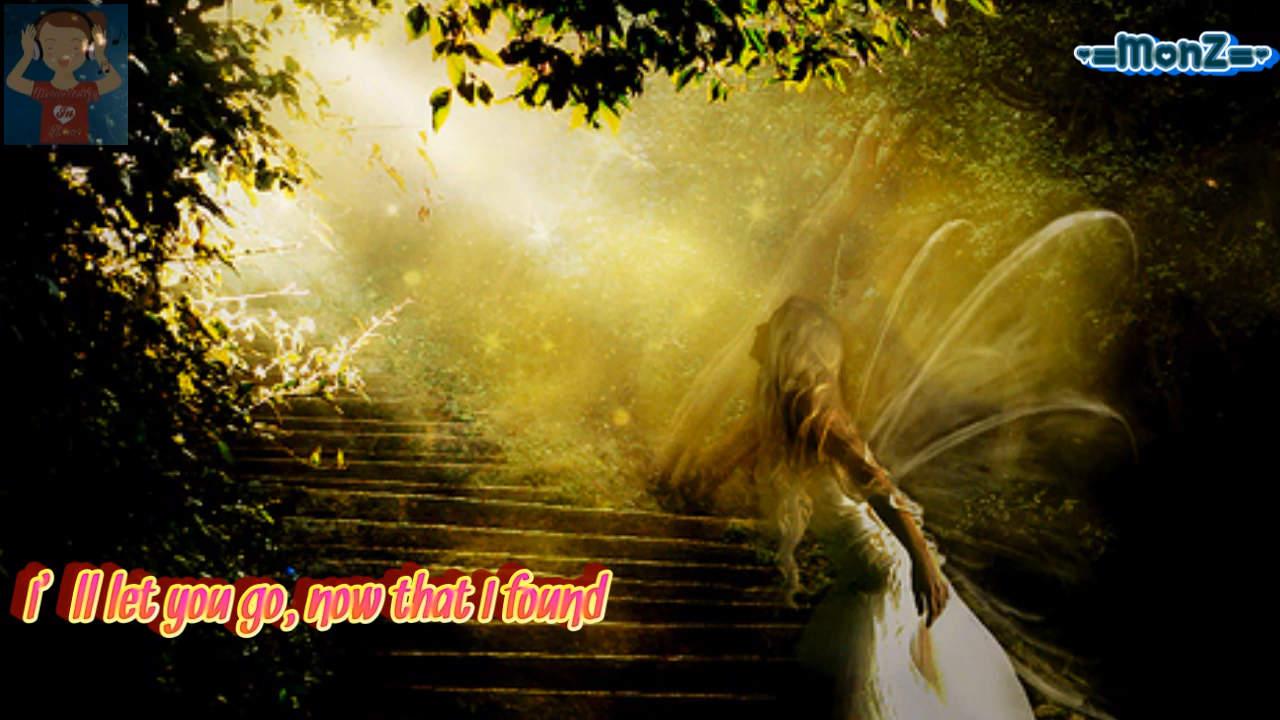 •=MonZ=•
I’ ll let you go, now that I found